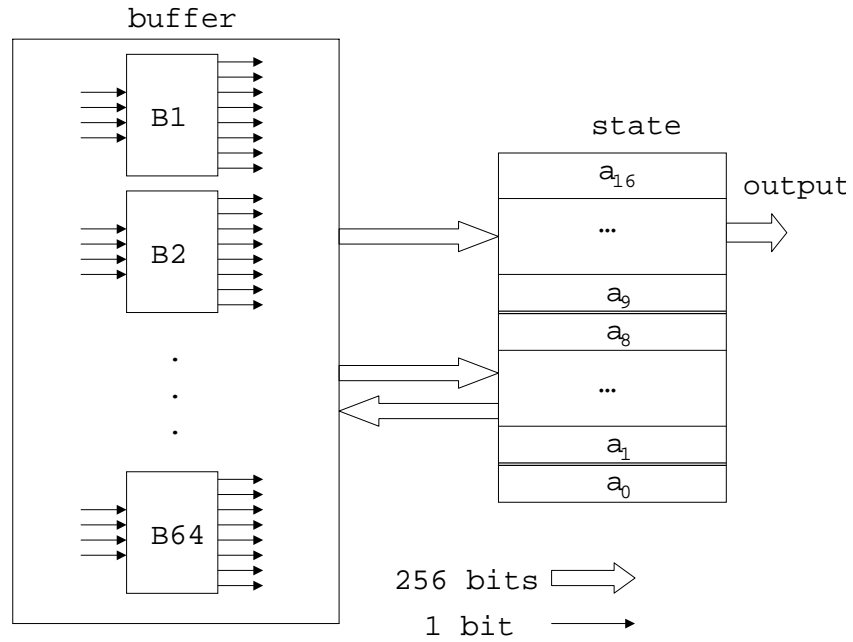 buffer
B1
B2
.
.
.
B64
state
a16
...
a9
a8
...
a1
a0
output
256 bits
1 bit